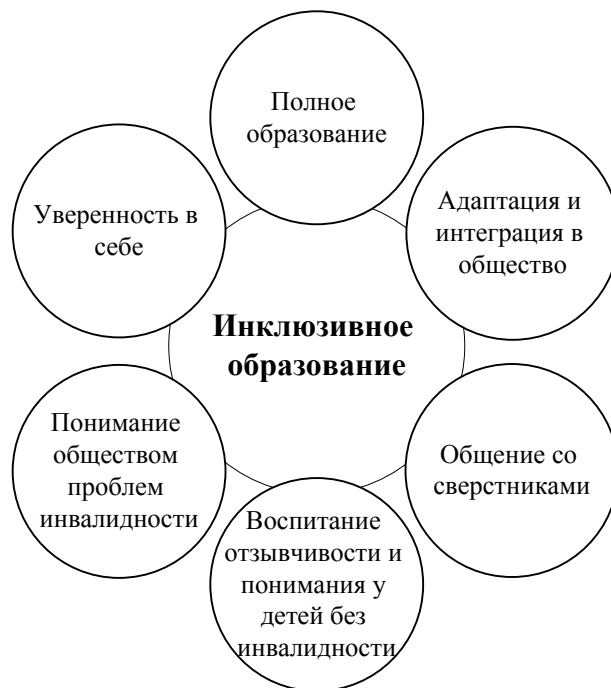 Полное
образование
Адаптация и
интеграция в
общество
Общение со
сверстниками
Воспитание
отзывчивости и
понимания у
детей без
инвалидности
Понимание
обществом
проблем
инвалидности
Уверенность в
себе
Инклюзивное
образование